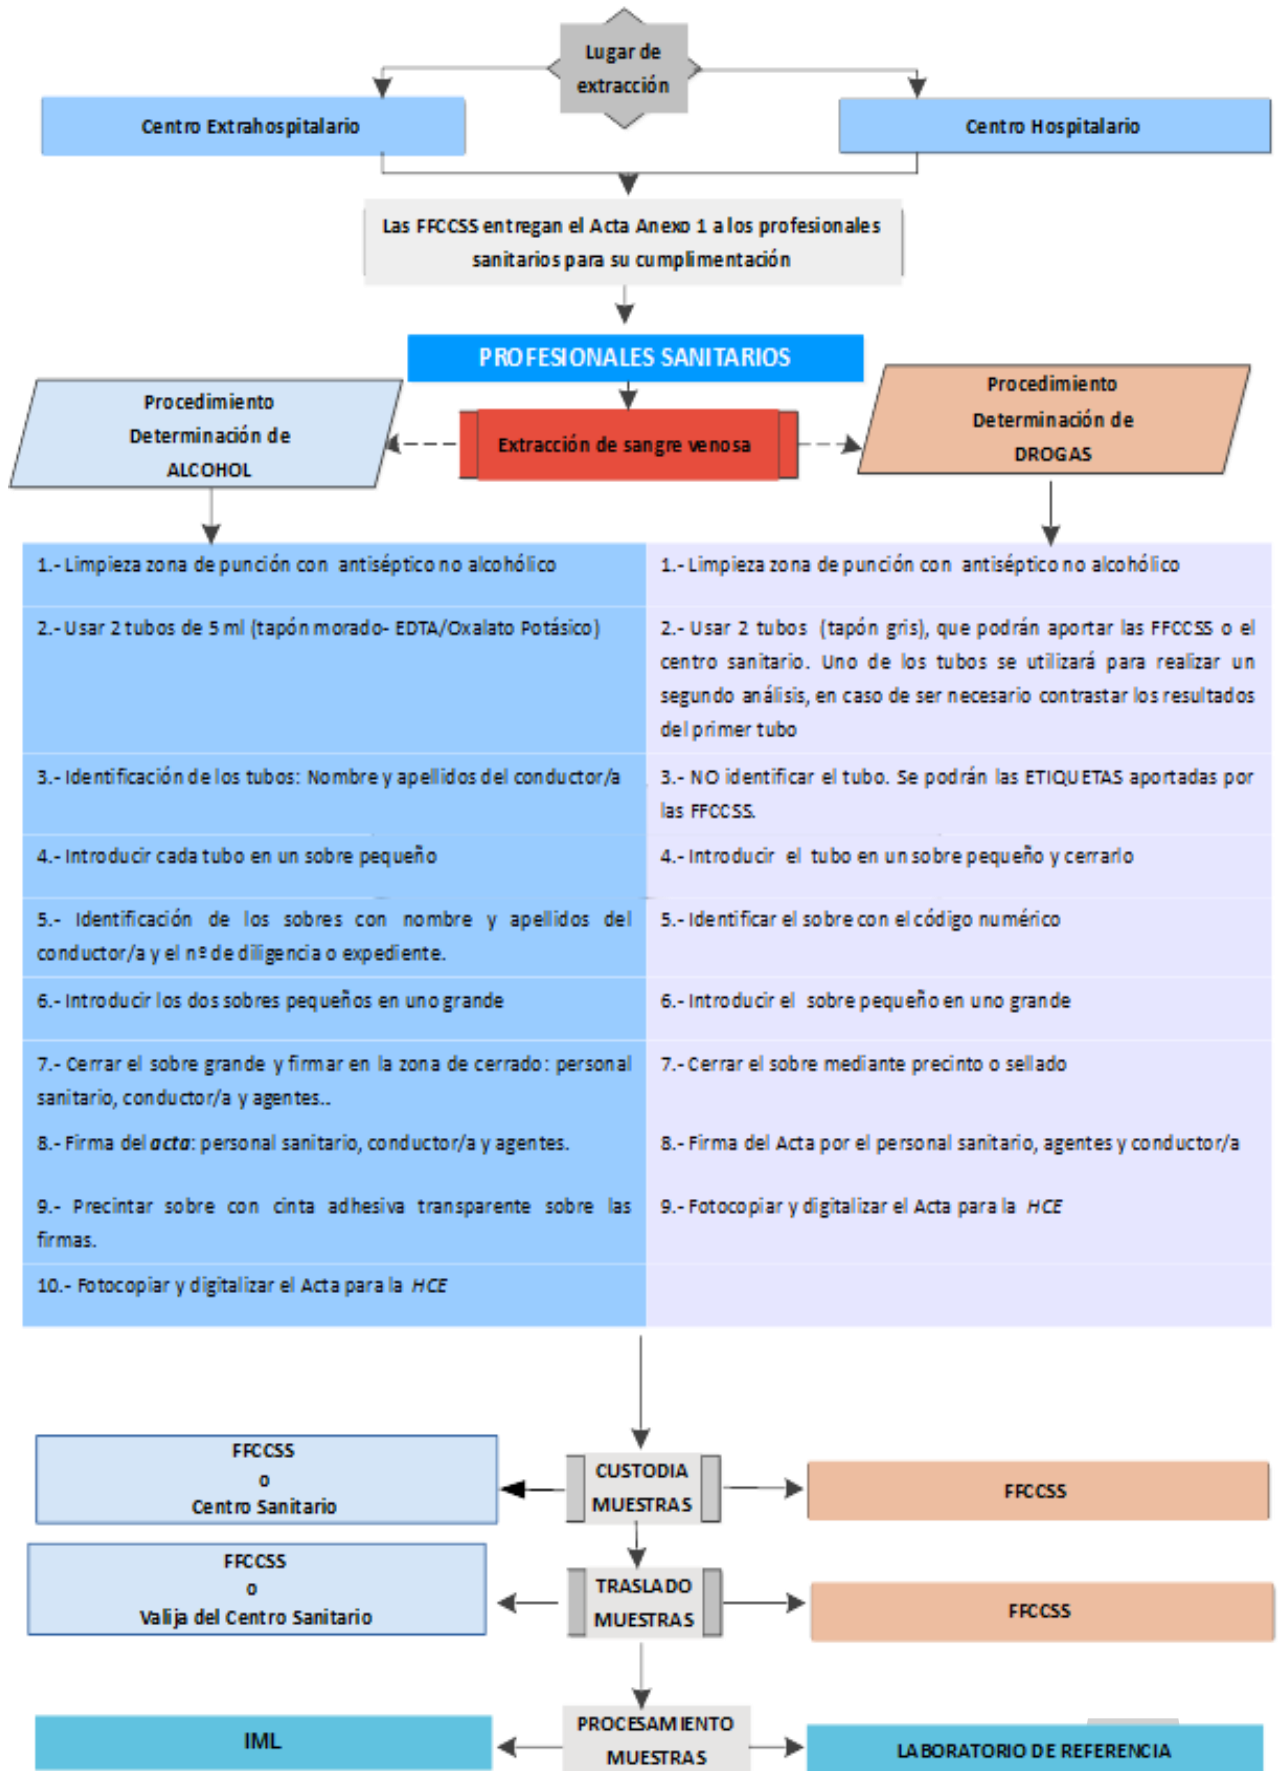 Lugar de
extracción
Centro Extrahospitalario
Centro Hospitalario
Las FFCCSS entregan el Acta Anexo 1 a los profesionales
sanitarios para su cumplimentación
PROFESIONALES SANITARIOS
Procedimiento
Determinación de
ALCOHOL
Extracción de sangre venosa
Procedimiento
Determinación de
DROGAS
1.- Limpieza zona de punción con antiséptico no alcohólico
1.- Limpieza zona de punción con antiséptico no alcohólico
2.- Usar 2 tubos de 5 ml (tapón morado- EDTA/Oxalato Potásico)
2.- Usar 2 tubos (tapón gris), que podrán aportar las FFCCSS o el
centro sanitario. Uno de los tubos se utilizará para realizar un
segundo análisis, en caso de ser necesario contrastar los resultados
del primer tubo
3.- Identificación de los tubos: Nombre y apellidos del conductor/a
3.- NO identificar el tubo. Se podrán las ETIQUETAS aportadas por
las FFCCSS.
4.- Introducir cada tubo en un sobre pequeño
4.- Introducir el tubo en un sobre pequeño y cerrarlo
5.- Identificación de los sobres con nombre y apellidos del
conductor/a y el nº de diligencia o expediente.
5.- Identificar el sobre con el código numérico
6.- Introducir los dos sobres pequeños en uno grande
6.- Introducir el sobre pequeño en uno grande
7.- Cerrar el sobre grande y firmar en la zona de cerrado: personal
sanitario, conductor/a y agentes..
7.- Cerrar el sobre mediante precinto o sellado
8.- Firma del acta: personal sanitario, conductor/a y agentes.
8.- Firma del Acta por el personal sanitario, agentes y conductor/a
9.- Precintar sobre con cinta adhesiva transparente sobre las
firmas.
9.- Fotocopiar y digitalizar el Acta para la HCE
10.- Fotocopiar y digitalizar el Acta para la HCE
FFCCSS
o
Centro Sanitario
CUSTODIA
MUESTRAS
FFCCSS
FFCCSS
o
Valija del Centro Sanitario
TRASLADO
MUESTRAS
FFCCSS
IML
PROCESAMIENTO
MUESTRAS
LABORATORIO DE REFERENCIA